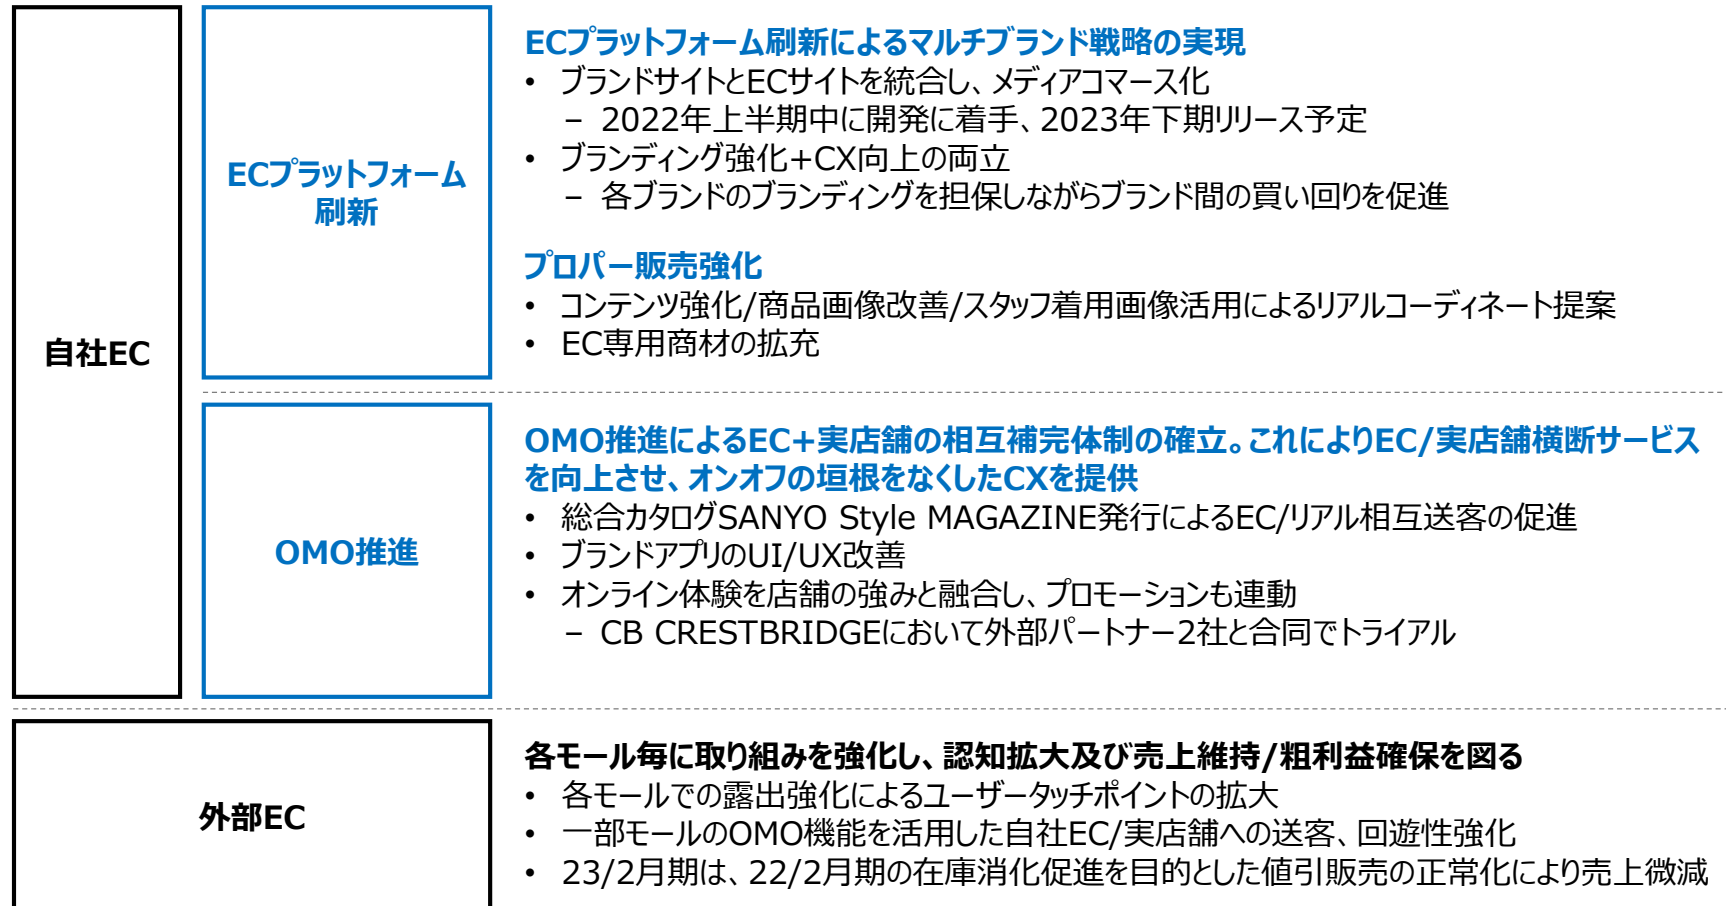 自社EC
ECプラットフォーム
刷新
ECプラットフォーム刷新によるマルチブランド戦略の実現
• ブランドサイトとECサイトを統合し、メディアコマース化
− 2022年上半期中に開発に着手、2023年下期リリース予定
• ブランディング強化+CX向上の両立
− 各ブランドのブランディングを担保しながらブランド間の買い回りを促進
プロパー販売強化
• コンテンツ強化/商品画像改善/スタッフ着用画像活用によるリアルコーディネート提案
• EC専用商材の拡充
OMO推進
OMO推進によるEC+実店舗の相互補完体制の確立。これによりEC/実店舗横断サービス
を向上させ、オンオフの垣根をなくしたCXを提供
• 総合カタログSANYO Style MAGAZINE発行によるEC/リアル相互送客の促進
• ブランドアプリのUI/UX改善
• オンライン体験を店舗の強みと融合し、プロモーションも連動
− CB CRESTBRIDGEにおいて外部パートナー2社と合同でトライアル
外部EC
各モール毎に取り組みを強化し、認知拡大及び売上維持/粗利益確保を図る
• 各モールでの露出強化によるユーザータッチポイントの拡大
• 一部モールのOMO機能を活用した自社EC/実店舗への送客、回遊性強化
• 23/2月期は、22/2月期の在庫消化促進を目的とした値引販売の正常化により売上微減